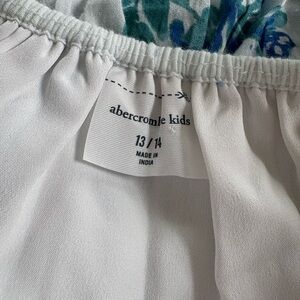 abercrombie kids
13 / 14
MADE IN
INDIA